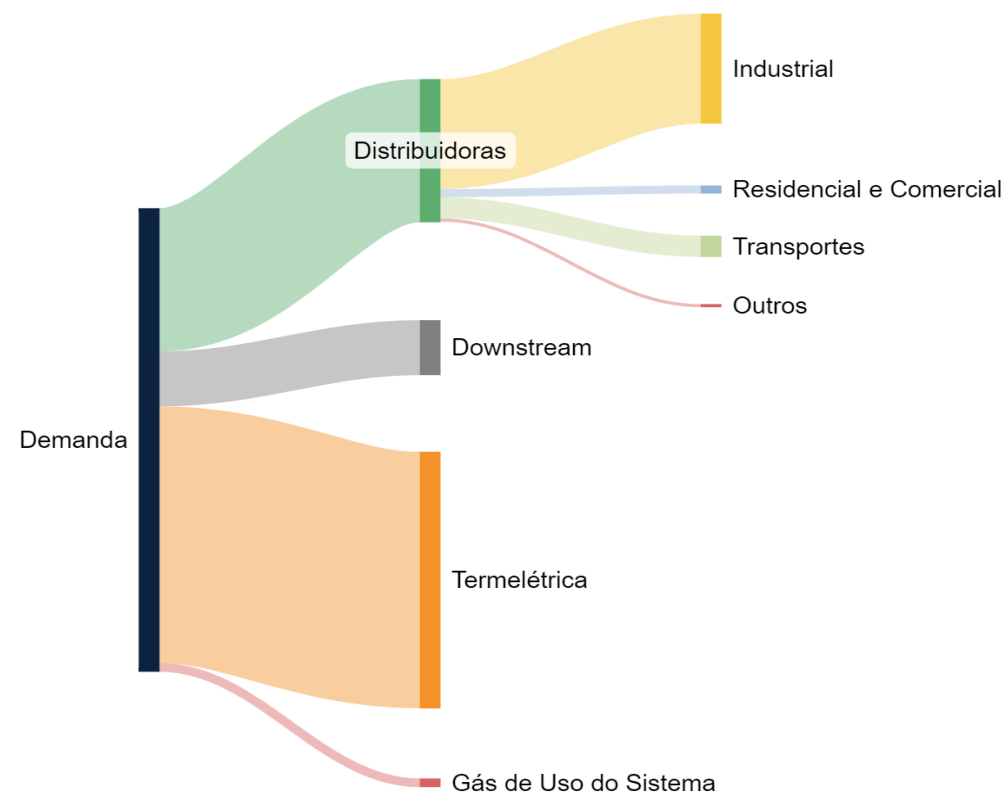 Industrial
Distribuidoras
Residencial e Comercial
Transportes
Outros
Downstream
Demanda
Termelétrica
Gás de Uso do Sistema